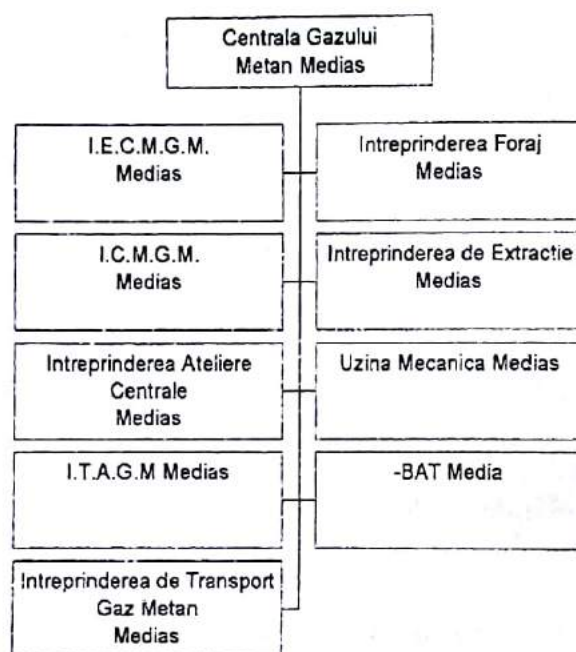 Centrala Gazului
Metan Medias
I.E.C.M.G.M.
Medias
Intreprinderea Foraj
Medias
I.C.M.G.M.
Medias
Intreprinderea de Extractie
Medias
Intreprinderea Ateliere
Centrale
Medias
Uzina Mecanica Medias
I.T.A.G.M Medias
-BAT Media
Intreprinderea de Transport
Gaz Metan
Medias